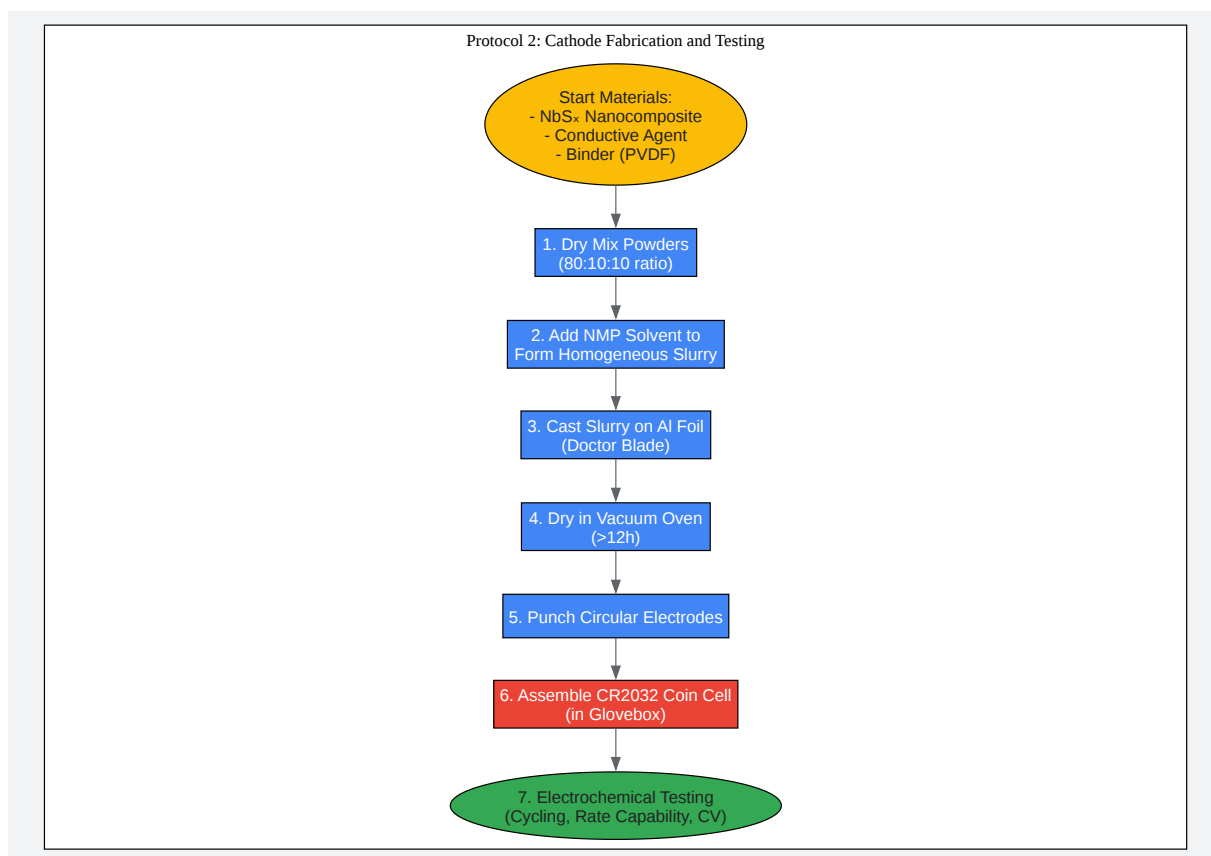 Protocol 2: Cathode Fabrication and Testing
Start Materials:
- NbSₓ Nanocomposite
- Conductive Agent
- Binder (PVDF)
1. Dry Mix Powders
(80:10:10 ratio)
2. Add NMP Solvent to
Form Homogeneous Slurry
3. Cast Slurry on Al Foil
(Doctor Blade)
4. Dry in Vacuum Oven
(>12h)
5. Punch Circular Electrodes
6. Assemble CR2032 Coin Cell
(in Glovebox)
7. Electrochemical Testing
(Cycling, Rate Capability, CV)